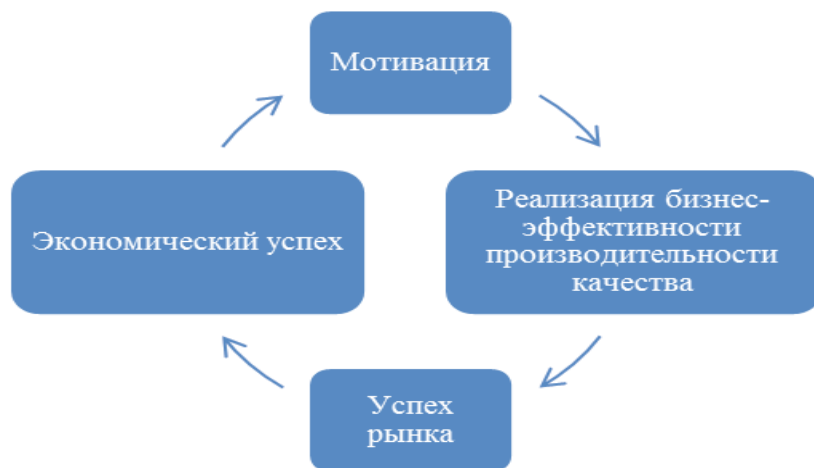 Мотивация
Экономический успех
Реализация бизнес-
эффективности
производительности
качества
Успех
рынка